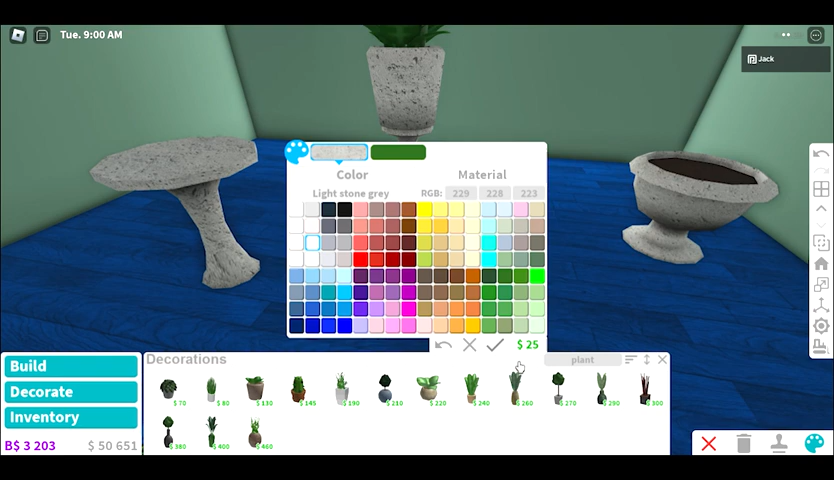 Tue. 9:00 AM
Jack
Color
Material
Light stone grey
RGB: 229 228 223
$ 25
Build
Decorate
Inventory
B$ 3 203 $ 50 651
Decorations
plant
$ 70 $ 80 $ 130 $ 145 $ 190 $ 210 $ 220 $ 240 $ 260 $ 270 $ 290 $ 300
$ 380 $ 400 $ 460